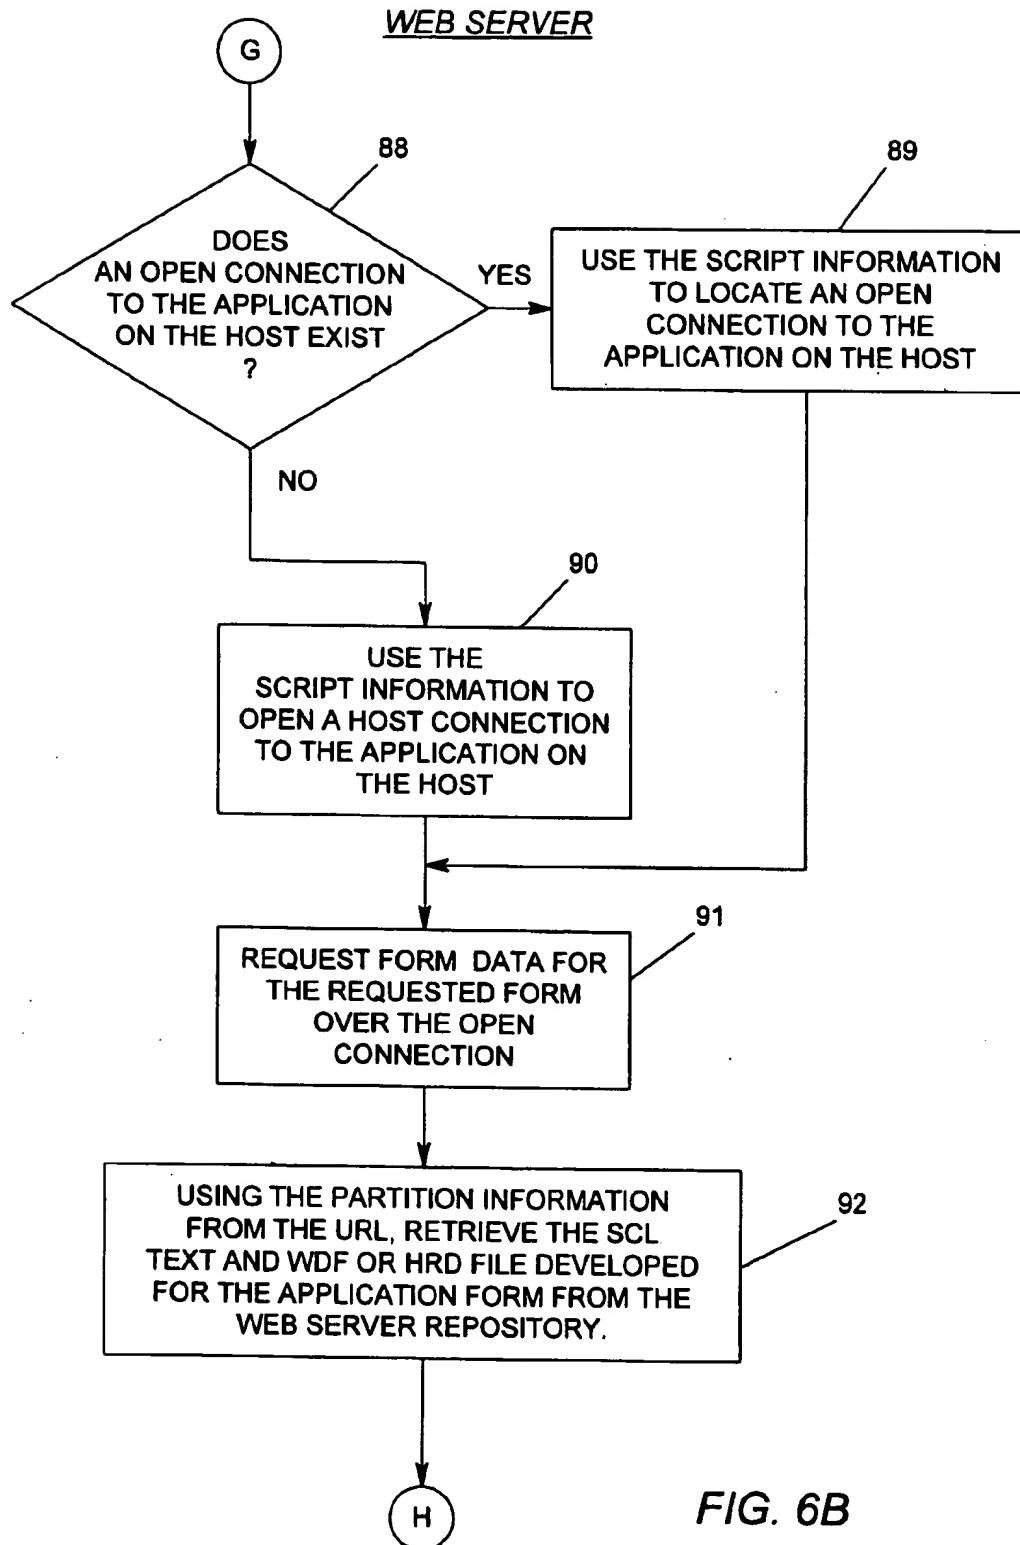 WEB SERVER
G
88
DOES
AN OPEN CONNECTION
TO THE APPLICATION
ON THE HOST EXIST
?
YES
89
USE THE SCRIPT INFORMATION
TO LOCATE AN OPEN
CONNECTION TO THE
APPLICATION ON THE HOST
NO
90
USE THE
SCRIPT INFORMATION TO
OPEN A HOST CONNECTION
TO THE APPLICATION ON
THE HOST
91
REQUEST FORM DATA FOR
THE REQUESTED FORM
OVER THE OPEN
CONNECTION
92
USING THE PARTITION INFORMATION
FROM THE URL, RETRIEVE THE SCL
TEXT AND WDF OR HRD FILE DEVELOPED
FOR THE APPLICATION FORM FROM THE
WEB SERVER REPOSITORY.
H
FIG. 6B